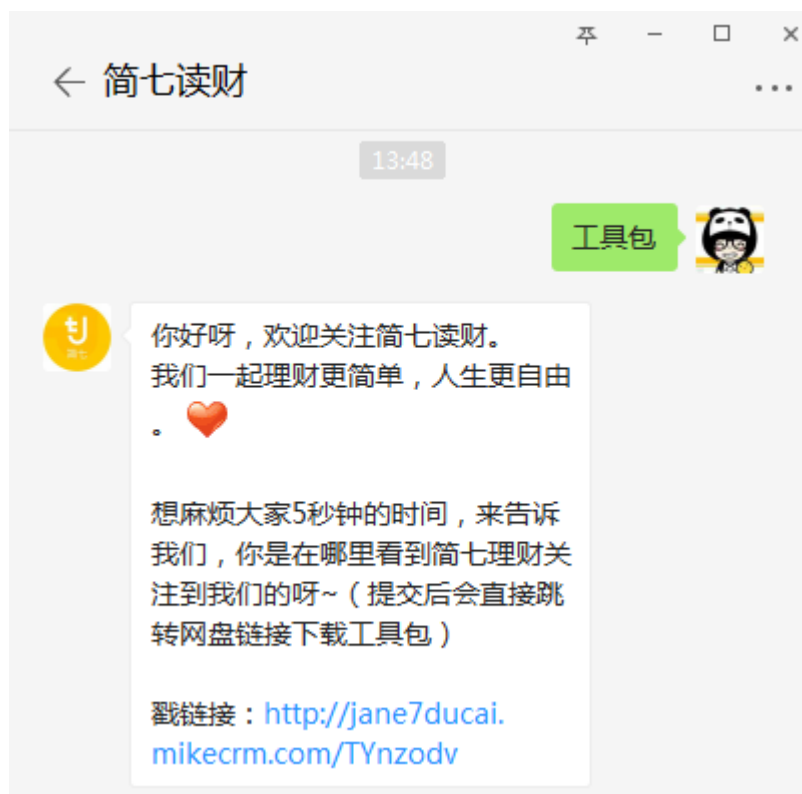 简七读财
13:48
工具包
你好呀，欢迎关注简七读财。
我们一起理财更简单，人生更自由
。
想麻烦大家5秒钟的时间，来告诉
我们，你是在哪里看到简七理财关
注到我们的呀~（提交后会直接跳
转网盘链接下载工具包）
戳链接：http://jane7ducai.
mikecrm.com/TYnzodv
简七